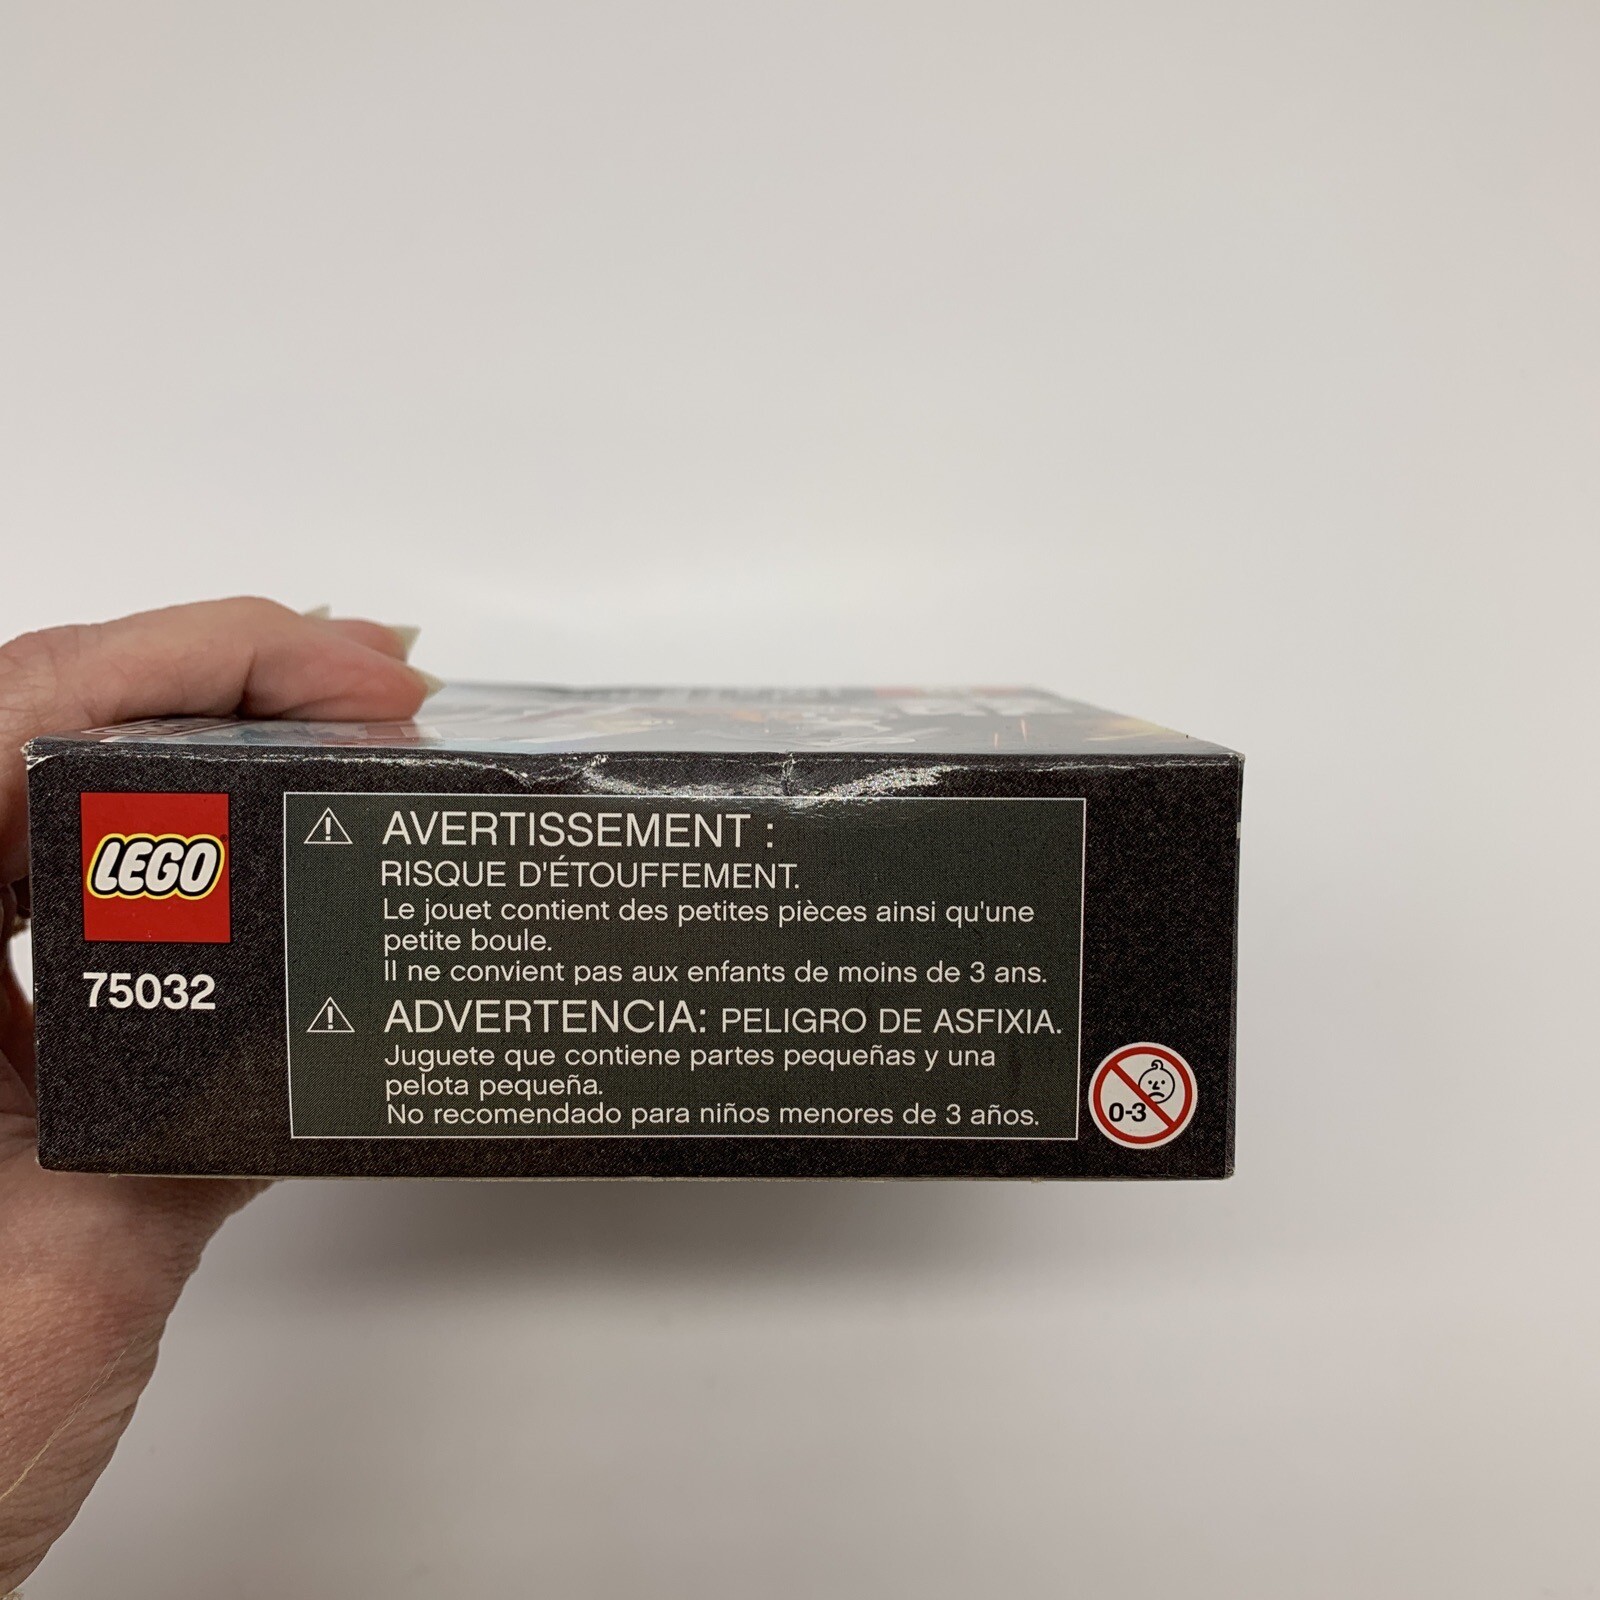 LEGO
75032
AVERTISSEMENT :
RISQUE D'ÉTOUFFEMENT.
Le jouet contient des petites pièces ainsi qu'une
petite boule.
Il ne convient pas aux enfants de moins de 3 ans.
ADVERTENCIA: PELIGRO DE ASFIXIA.
Juguete que contiene partes pequeñas y una
pelota pequeña.
No recomendado para niños menores de 3 años.
0-3